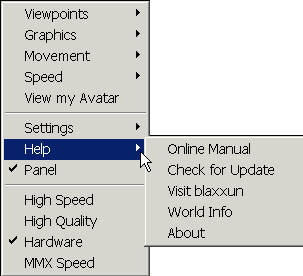 Viewpoints
Graphics
Movement
Speed
View my Avatar
Settings
Help
Panel
High Speed
High Quality
Hardware
MMX Speed
Online Manual
Check for Update
Visit blaxxun
World Info
About